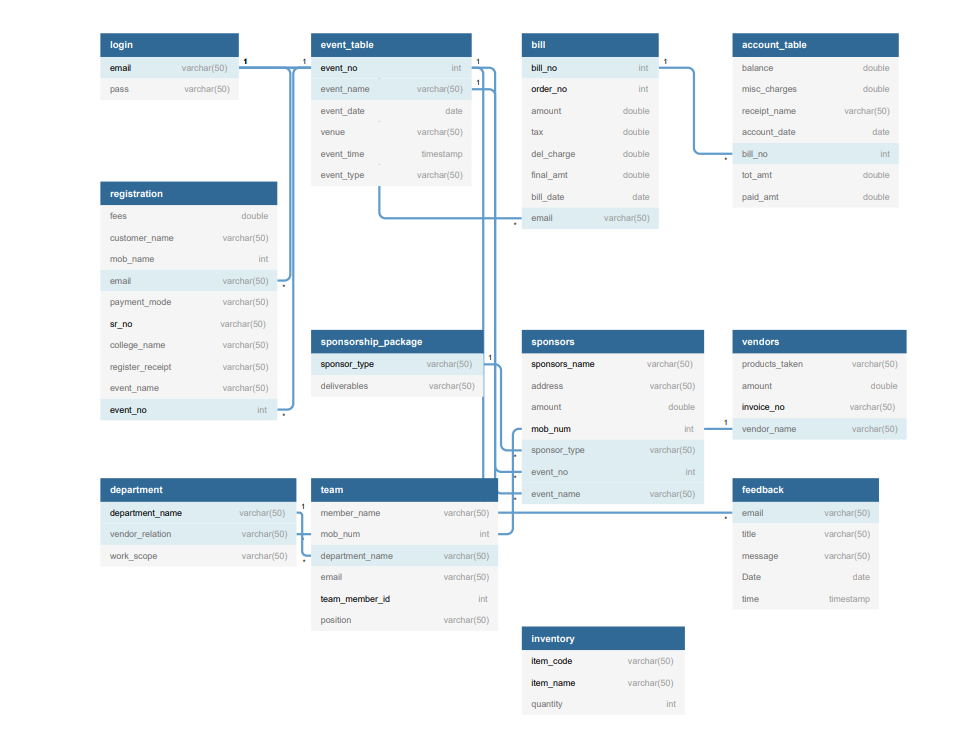 login
email varchar(50)
pass varchar(50)
event_table
event_no int
event_name varchar(50)
event_date date
venue varchar(50)
event_time timestamp
event_type varchar(50)
bill
bill_no int
order_no int
amount double
tax double
del_charge double
final_amt double
bill_date date
email varchar(50)
account_table
balance double
misc_charges double
receipt_name varchar(50)
account_date date
bill_no int
tot_amt double
paid_amt double
1
1
1
1
1
*
*
registration
fees double
customer_name varchar(50)
mob_name int
email varchar(50)
payment_mode varchar(50)
sr_no varchar(50)
college_name varchar(50)
register_receipt varchar(50)
event_name varchar(50)
event_no int
*
*
sponsorship_package
sponsor_type varchar(50)
deliverables varchar(50)
1
sponsors
sponsors_name varchar(50)
address varchar(50)
amount double
mob_num int
sponsor_type varchar(50)
event_no int
event_name varchar(50)
*
*
*
1
vendors
products_taken varchar(50)
amount double
invoice_no varchar(50)
vendor_name varchar(50)
department
department_name varchar(50)
vendor_relation varchar(50)
work_scope varchar(50)
1
*
team
member_name varchar(50)
mob_num int
department_name varchar(50)
email varchar(50)
team_member_id int
position varchar(50)
*
feedback
email varchar(50)
title varchar(50)
message varchar(50)
Date date
time timestamp
inventory
item_code varchar(50)
item_name varchar(50)
quantity int